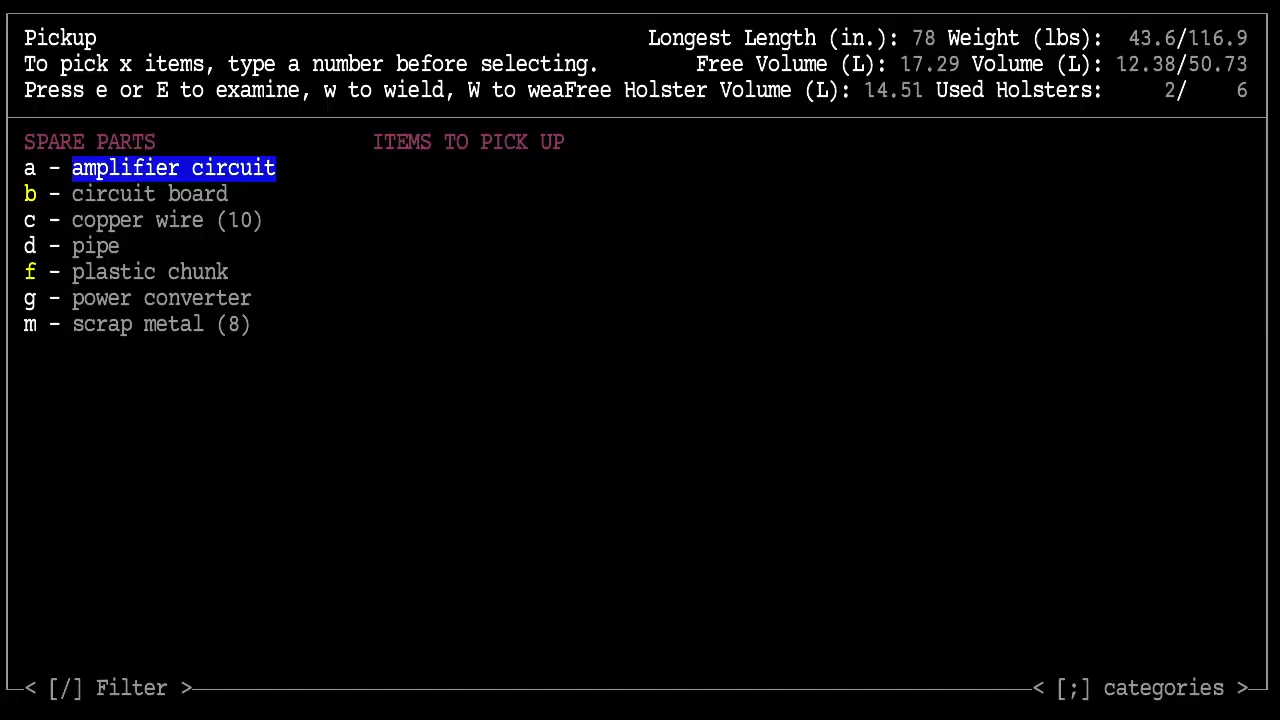 Pickup Longest Length (in.): 78 Weight (lbs): 43.6/116.9
To pick x items, type a number before selecting. Free Volume (L): 17.29 Volume (L): 12.38/50.73
Press e or E to examine, w to wield, W to weaFree Holster Volume (L): 14.51 Used Holsters: 2/ 6
SPARE PARTS ITEMS TO PICK UP
a - amplifier circuit
b - circuit board
c - copper wire (10)
d - pipe
f - plastic chunk
g - power converter
m - scrap metal (8)
< [/] Filter > < [;] categories >